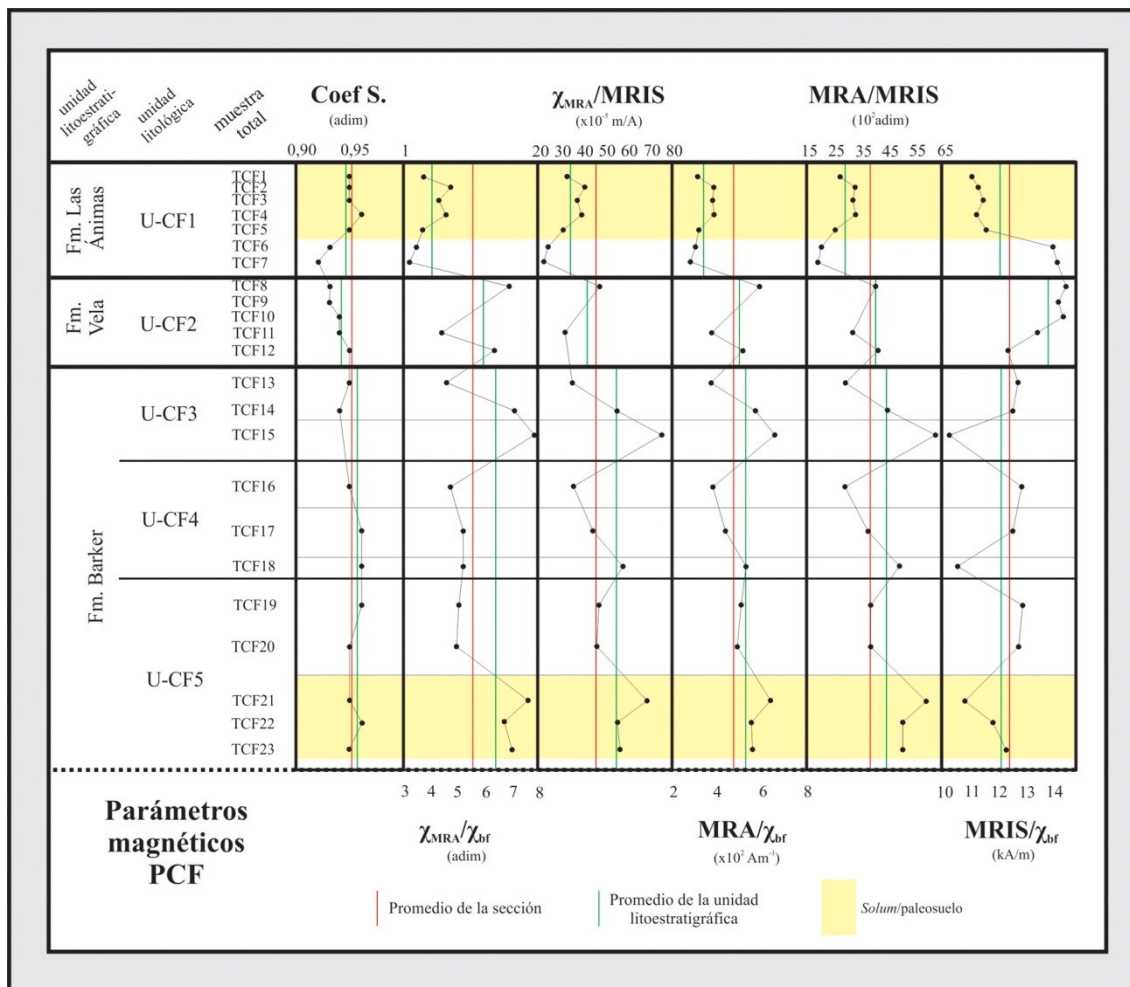 unidad
litoestrati-
gráfica
unidad
litológica
muestra
total
Coef S.
(adim)
χMRA/MRIS
(x10⁻⁵ m/A)
MRA/MRIS
(10²adim)
0,90 0,95 1 20 30 40 50 60 70 80 15 25 35 45 55 65
Fm. Las
Ánimas
U-CF1
TCF1
TCF2
TCF3
TCF4
TCF5
TCF6
TCF7
Fm.
Vela
U-CF2
TCF8
TCF9
TCF10
TCF11
TCF12
Fm. Barker
U-CF3
TCF13
TCF14
TCF15
U-CF4
TCF16
TCF17
TCF18
U-CF5
TCF19
TCF20
TCF21
TCF22
TCF23
3 4 5 6 7 8 2 4 6 8 10 11 12 13 14
Parámetros
magnéticos
PCF
χMRA/χbf
(adim)
MRA/χbf
(x10² Am⁻¹)
MRIS/χbf
(kA/m)
Promedio de la sección
Promedio de la unidad
litoestratigráfica
Solum/paleosuelo